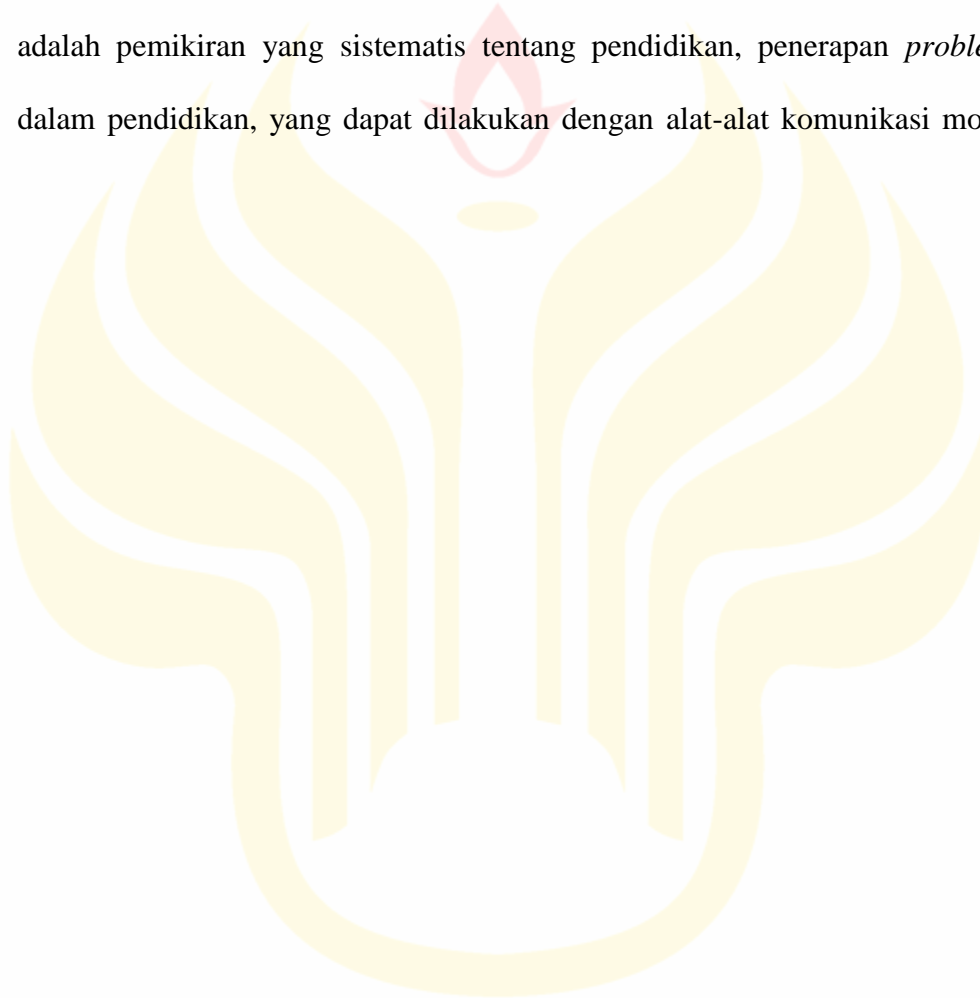 adalah pemikiran yang sistematis tentang pendidikan, penerapan proble
dalam pendidikan, yang dapat dilakukan dengan alat-alat komunikasi mo